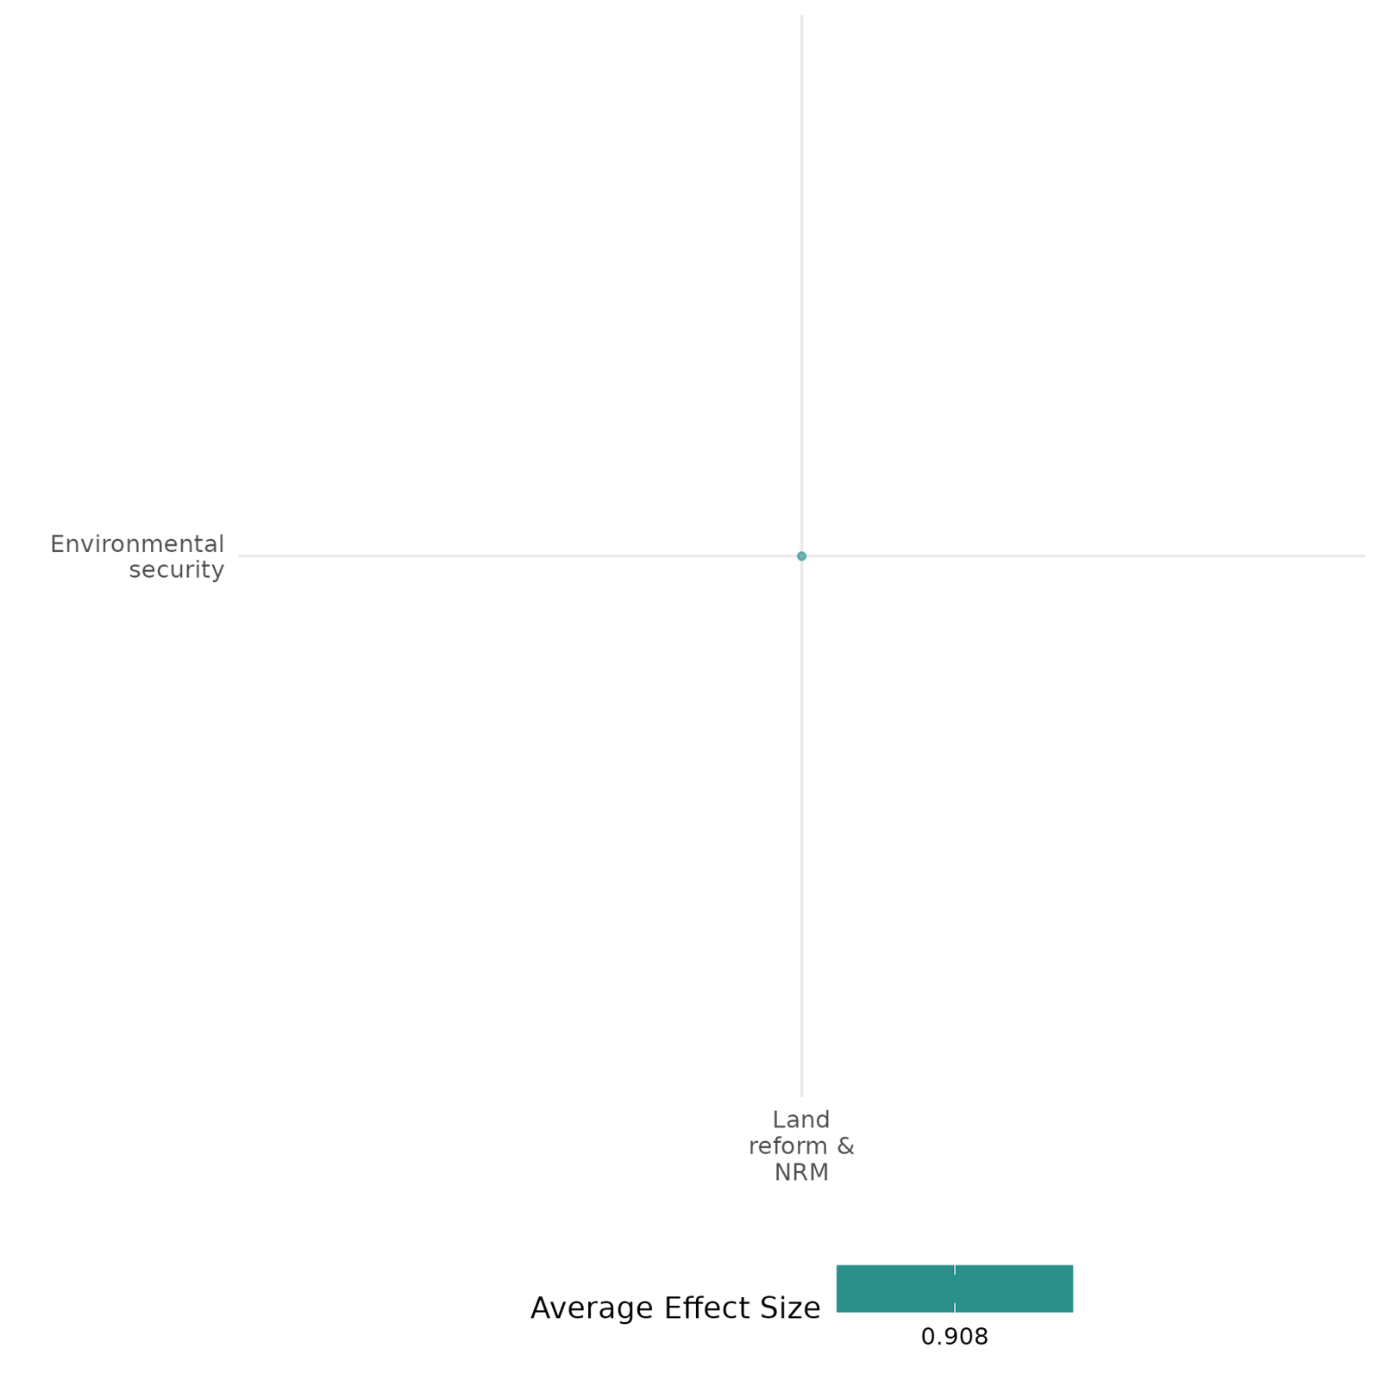 Environmental
security
Land
reform &
NRM
Average Effect Size
0.908